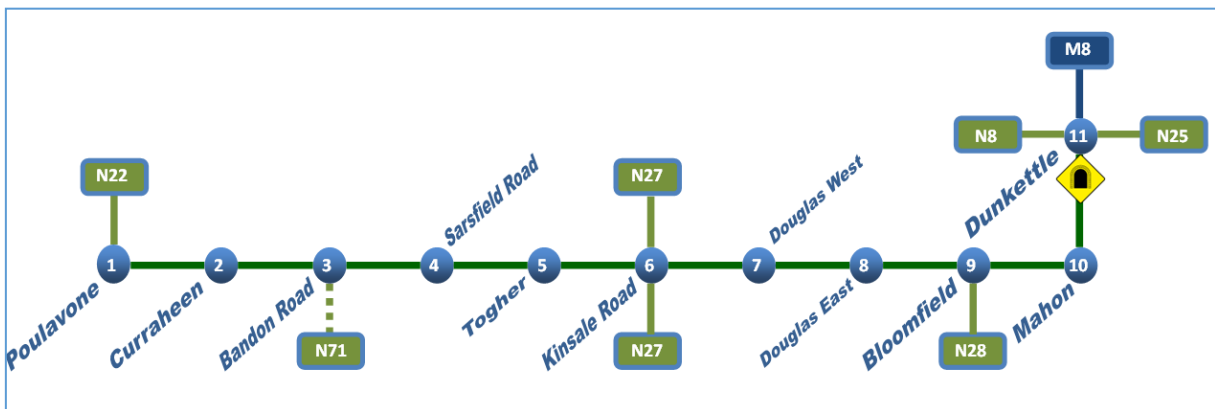 M8
N8
11
N25
N22
Sarsfield Road
N27
Douglas West
Dunkettle
1
2
3
4
5
6
7
8
9
10
Poulavone
Curraheen
Bandon Road
Togher
Kinsale Road
Douglas East
Bloomfield
Mahon
N71
N27
N28